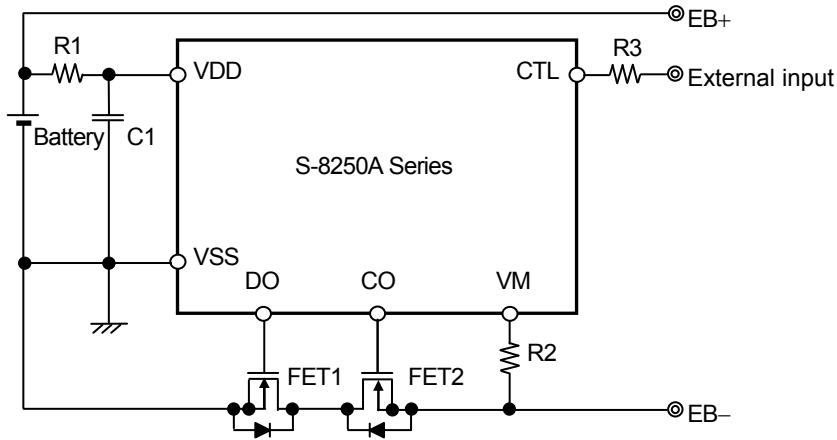 EB+
R1
R3
VDD
CTL
External input
Battery
C1
S-8250A Series
VSS
DO
CO
VM
R2
FET1
FET2
EB−